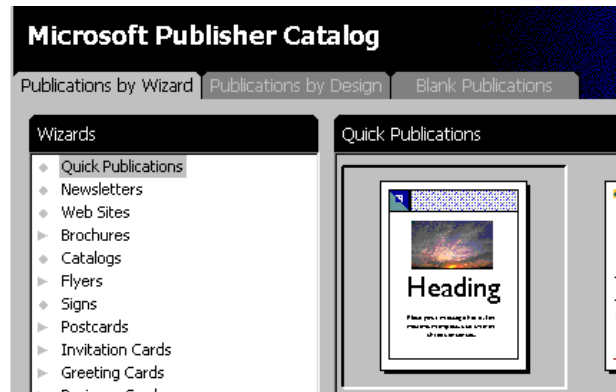 Microsoft Publisher Catalog
Publications by Wizard Publications by Design Blank Publications
Wizards
Quick Publications
Newsletters
Web Sites
Brochures
Catalogs
Flyers
Signs
Postcards
Invitation Cards
Greeting Cards
Quick Publications
Heading